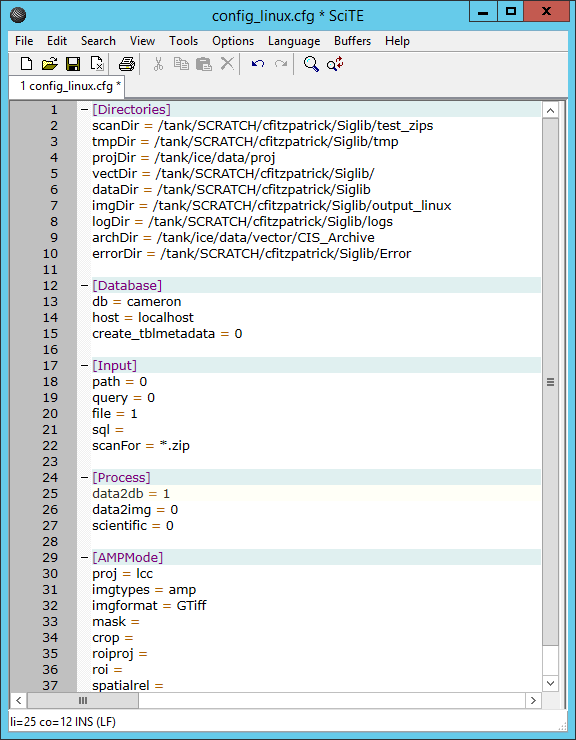 config_linux.cfg * SciTE
File Edit Search View Tools Options Language Buffers Help
1 config_linux.cfg *
1 [Directories]
2 scanDir = /tank/SCRATCH/cfitzpatrick/Siglib/test_zips
3 tmpDir = /tank/SCRATCH/cfitzpatrick/Siglib/tmp
4 projDir = /tank/ice/data/proj
5 vectDir = /tank/SCRATCH/cfitzpatrick/Siglib/
6 dataDir = /tank/SCRATCH/cfitzpatrick/Siglib
7 imgDir = /tank/SCRATCH/cfitzpatrick/Siglib/output_linux
8 logDir = /tank/SCRATCH/cfitzpatrick/Siglib/logs
9 archDir = /tank/ice/data/vector/CIS_Archive
10 errorDir = /tank/SCRATCH/cfitzpatrick/Siglib/Error
11
12 [Database]
13 db = cameron
14 host = localhost
15 create_tblmetadata = 0
16
17 [Input]
18 path = 0
19 query = 0
20 file = 1
21 sql =
22 scanFor = *.zip
23
24 [Process]
25 data2db = 1
26 data2img = 0
27 scientific = 0
28
29 [AMPMode]
30 proj = lcc
31 imgtypes = amp
32 imgformat = GTiff
33 mask =
34 crop =
35 roiproj =
36 roi =
37 spatialrel =
li=25 co=12 INS (LF)